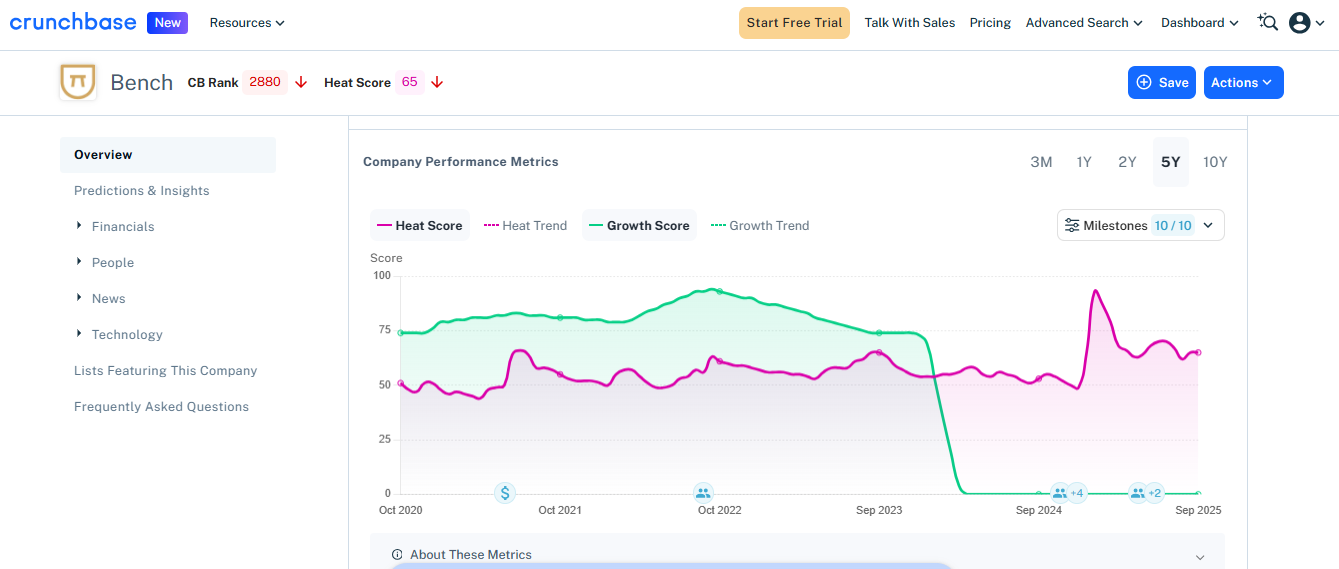 crunchbase New Resources Start Free Trial Talk With Sales Pricing Advanced Search Dashboard
Bench CB Rank 2880 Heat Score 65 Save Actions
Overview
Predictions & Insights
Financials
People
News
Technology
Lists Featuring This Company
Frequently Asked Questions
Company Performance Metrics 3M 1Y 2Y 5Y 10Y
Heat Score Heat Trend Growth Score Growth Trend Milestones 10 / 10
Score
100
75
50
25
0
$ +4 +2
Oct 2020 Oct 2021 Oct 2022 Sep 2023 Sep 2024 Sep 2025
About These Metrics